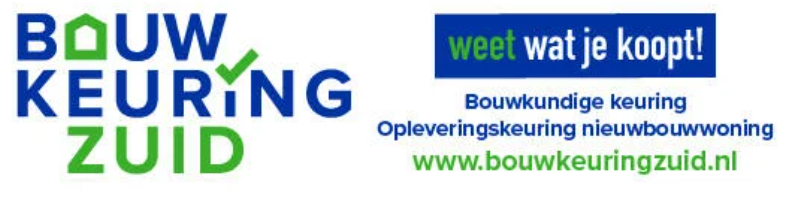 BOUW
KEURING
ZUID
weet wat je koopt!
Bouwkundige keuring
Opleveringskeuring nieuwbouwwoning
www.bouwkeuringzuid.nl